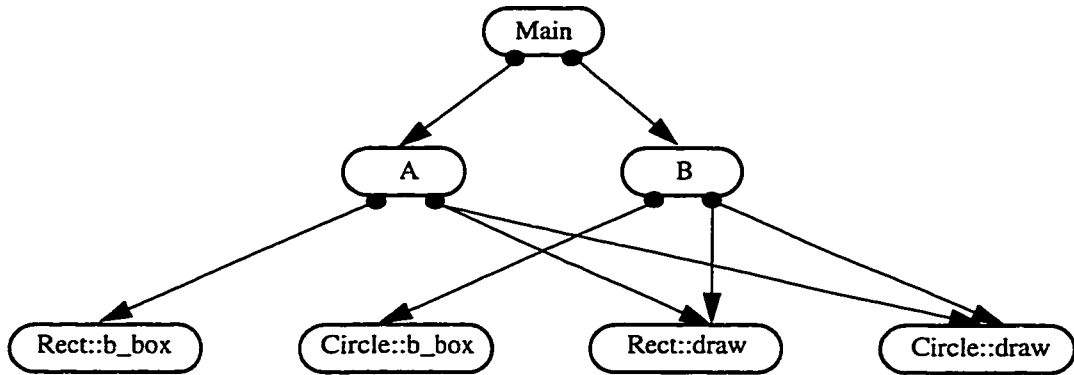 Main
A
B
Rect::b_box
Circle::b_box
Rect::draw
Circle::draw